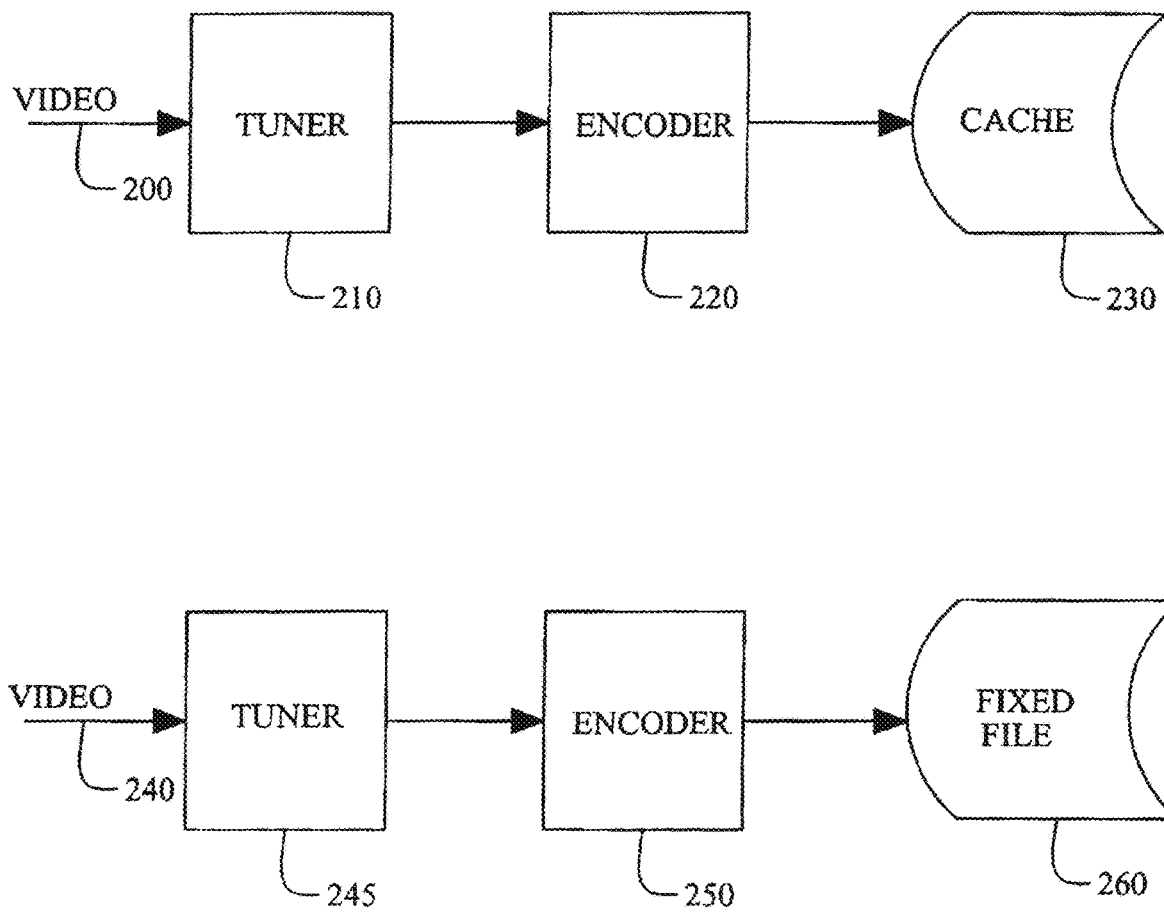 VIDEO
TUNER
ENCODER
CACHE
200
210
220
230
VIDEO
TUNER
ENCODER
FIXED
FILE
240
245
250
260